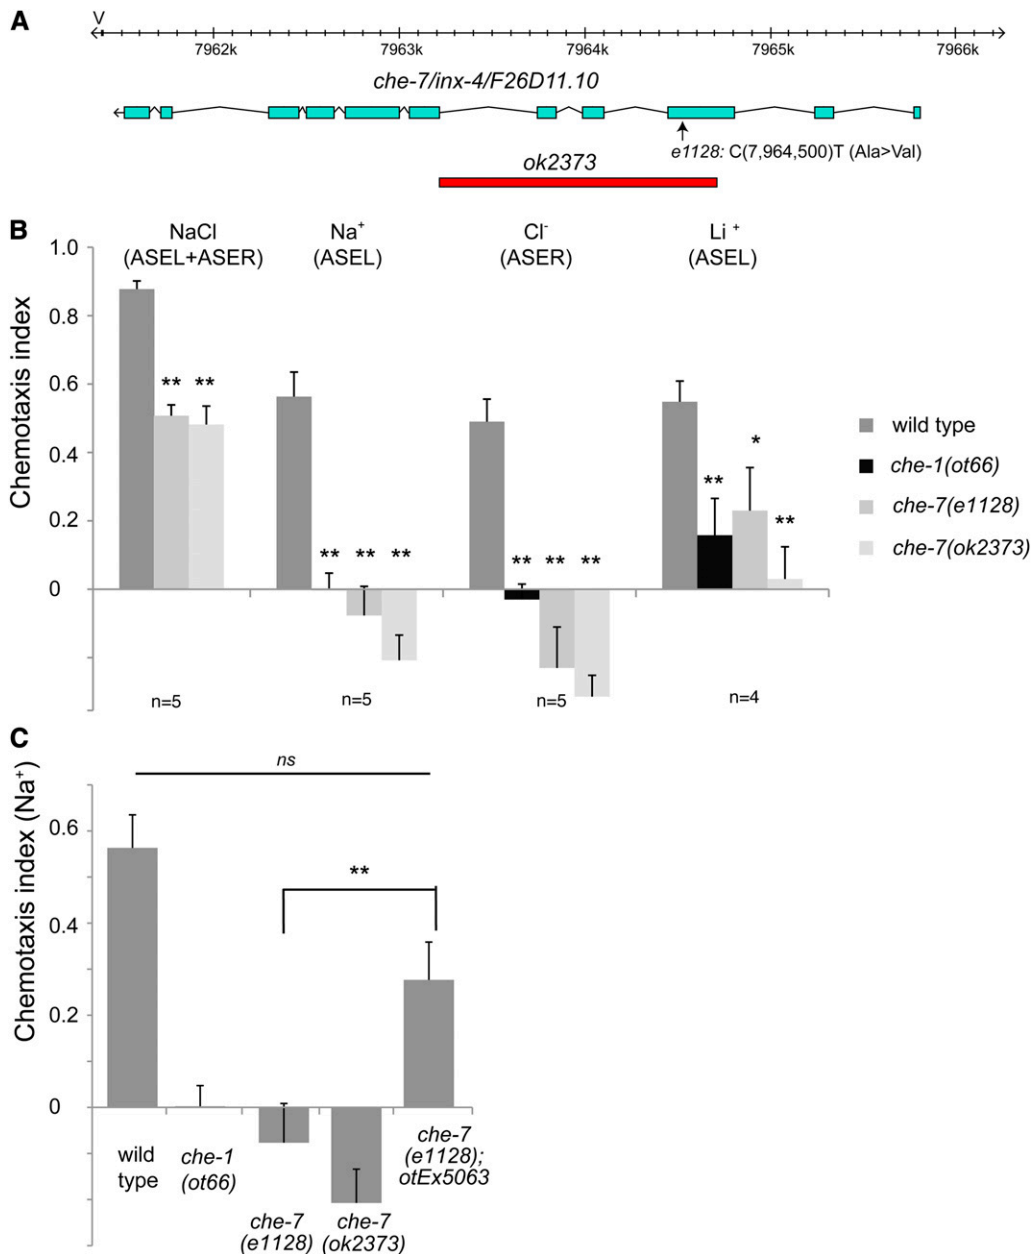 A
V
7962k 7963k 7964k 7965k 7966k
che-7/inx-4/F26D11.10
e1128: C(7,964,500)T (Ala>Val)
ok2373
B
NaCl
(ASEL+ASER)
Na+
(ASEL)
Cl-
(ASER)
Li +
(ASEL)
Chemotaxis index
1.0
0.8
0.6
0.4
0.2
0
** **
** ** **
** ** **
** * **
n=5
n=5
n=5
n=4
wild type
che-1(ot66)
che-7(e1128)
che-7(ok2373)
C
Chemotaxis index (Na+)
ns
**
0.6
0.4
0.2
0
wild
type
che-1
(ot66)
che-7
(e1128)
che-7
(ok2373)
che-7
(e1128);
otEx5063